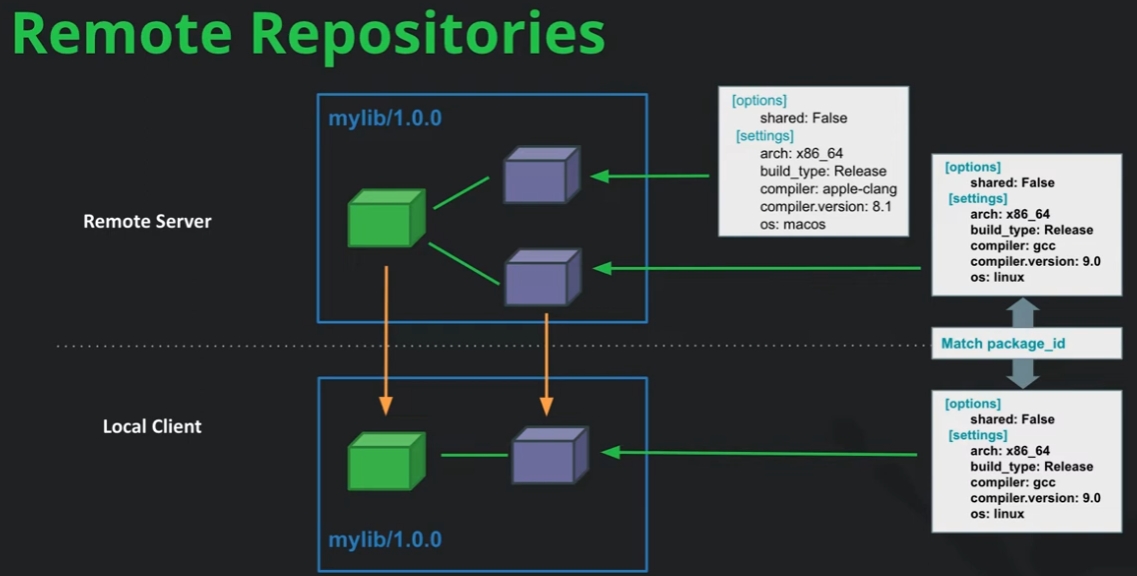 Remote Repositories
mylib/1.0.0
[options]
shared: False
[settings]
arch: x86_64
build_type: Release
compiler: apple-clang
compiler.version: 8.1
os: macos
[options]
shared: False
[settings]
arch: x86_64
build_type: Release
compiler: gcc
compiler.version: 9.0
os: linux
Remote Server
Match package_id
Local Client
[options]
shared: False
[settings]
arch: x86_64
build_type: Release
compiler: gcc
compiler.version: 9.0
os: linux
mylib/1.0.0